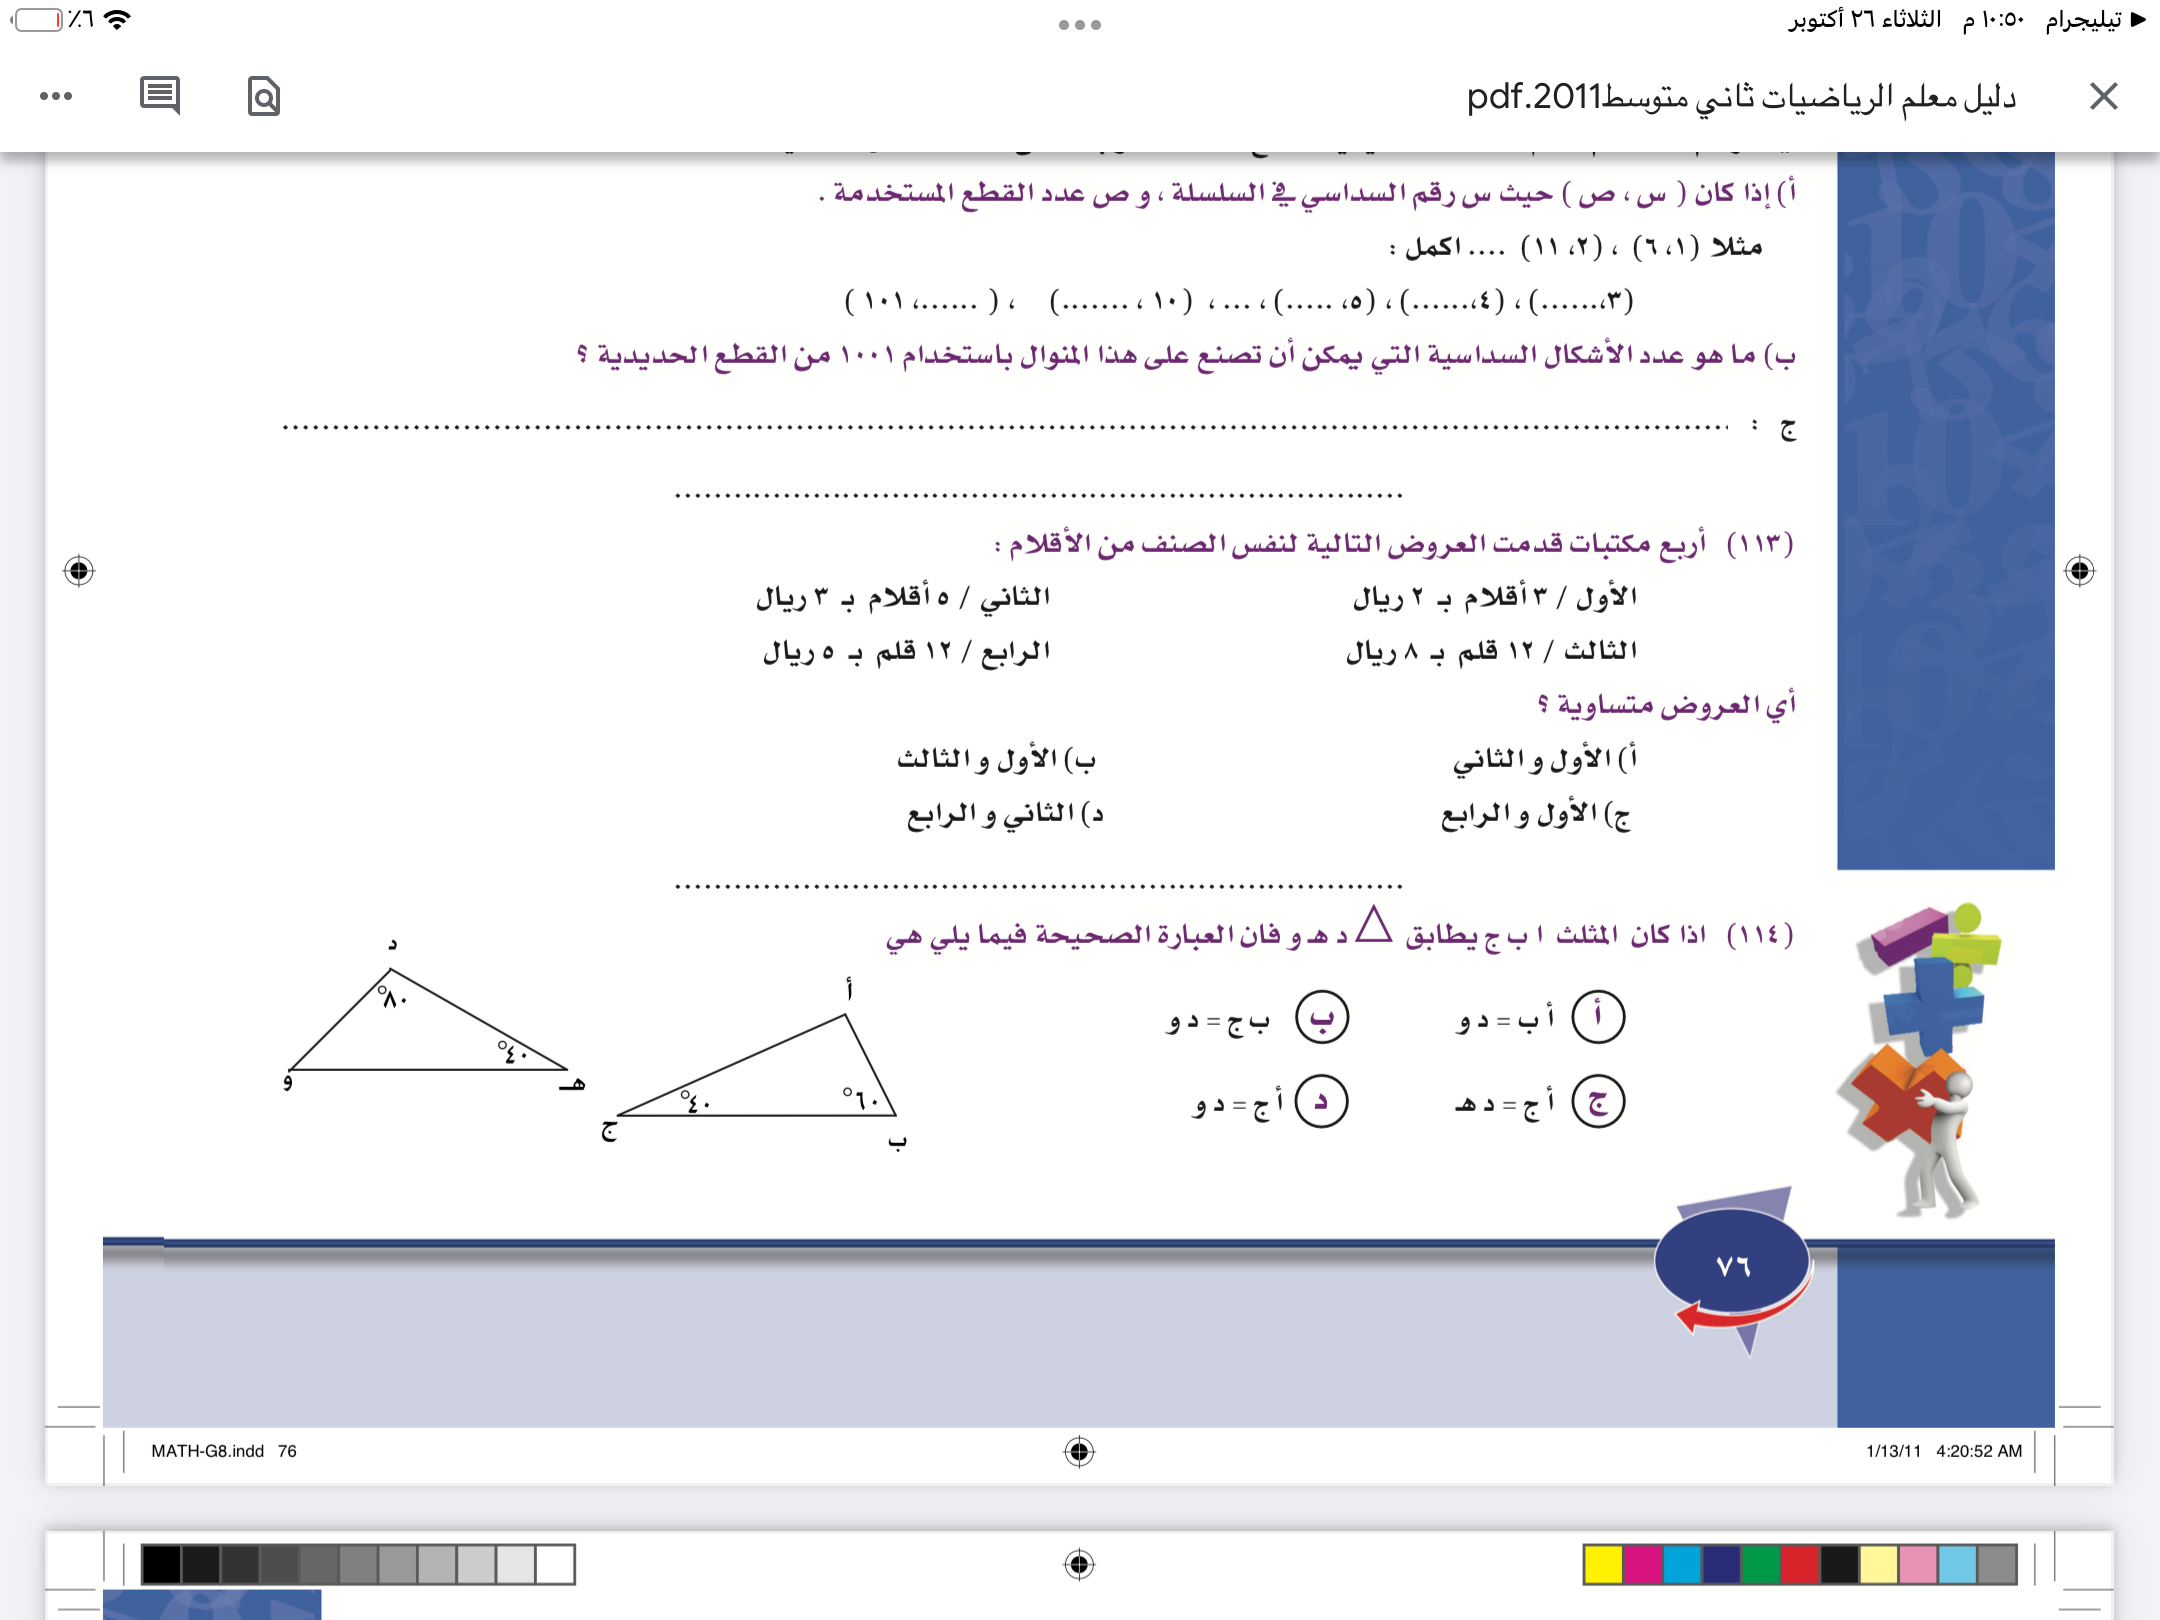 تيليجرام ١٠:٥٠ م الثلاثاء ٢٦ أكتوبر ٦٪
دليل معلم الرياضيات ثاني متوسط2011.pdf
أ) إذا كان ( س ، ص ) حيث س رقم السداسي في السلسلة ، و ص عدد القطع المستخدمة .
مثلا (١، ٦) ، (٢، ١١) .... اكمل :
(٣،......) ، (٤،......) ، (٥، .....) ، ... ، (١٠ ، .......) ، ( ......، ١٠١ )
ب) ما هو عدد الأشكال السداسية التي يمكن أن تصنع على هذا المنوال باستخدام ١٠٠١ من القطع الحديدية ؟
ج : ........................................................................
........................................................................
(١١٣) أربع مكتبات قدمت العروض التالية لنفس الصنف من الأقلام :
الأول / ٣ أقلام بـ ٢ ريال الثاني / ٥ أقلام بـ ٣ ريال
الثالث / ١٢ قلم بـ ٨ ريال الرابع / ١٢ قلم بـ ٥ ريال
أي العروض متساوية ؟
أ) الأول و الثاني ب) الأول و الثالث
ج) الأول و الرابع د) الثاني و الرابع
........................................................................
(١١٤) اذا كان المثلث ا ب ج يطابق △ د هـ و فان العبارة الصحيحة فيما يلي هي
أ أ ب = د و ب ب ج = د و
ج أ ج = د هـ د أ ج = د و
أ
٦٠°
٤٠°
ب
ج
د
٨٠°
٤٠°
هـ
و
٧٦
MATH-G8.indd 76 1/13/11 4:20:52 AM